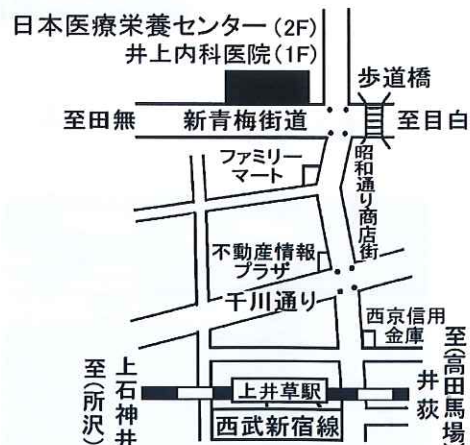 日本医療栄養センター(2F)
井上内科医院(1F)
歩道橋
至田無
新青梅街道
至目白
ファミリー
マート
昭和通り商店街
不動産情報
プラザ
千川通り
西京信用
金庫
上石神井
至(所沢)
上井草駅
西武新宿線
井荻
至(高田馬場